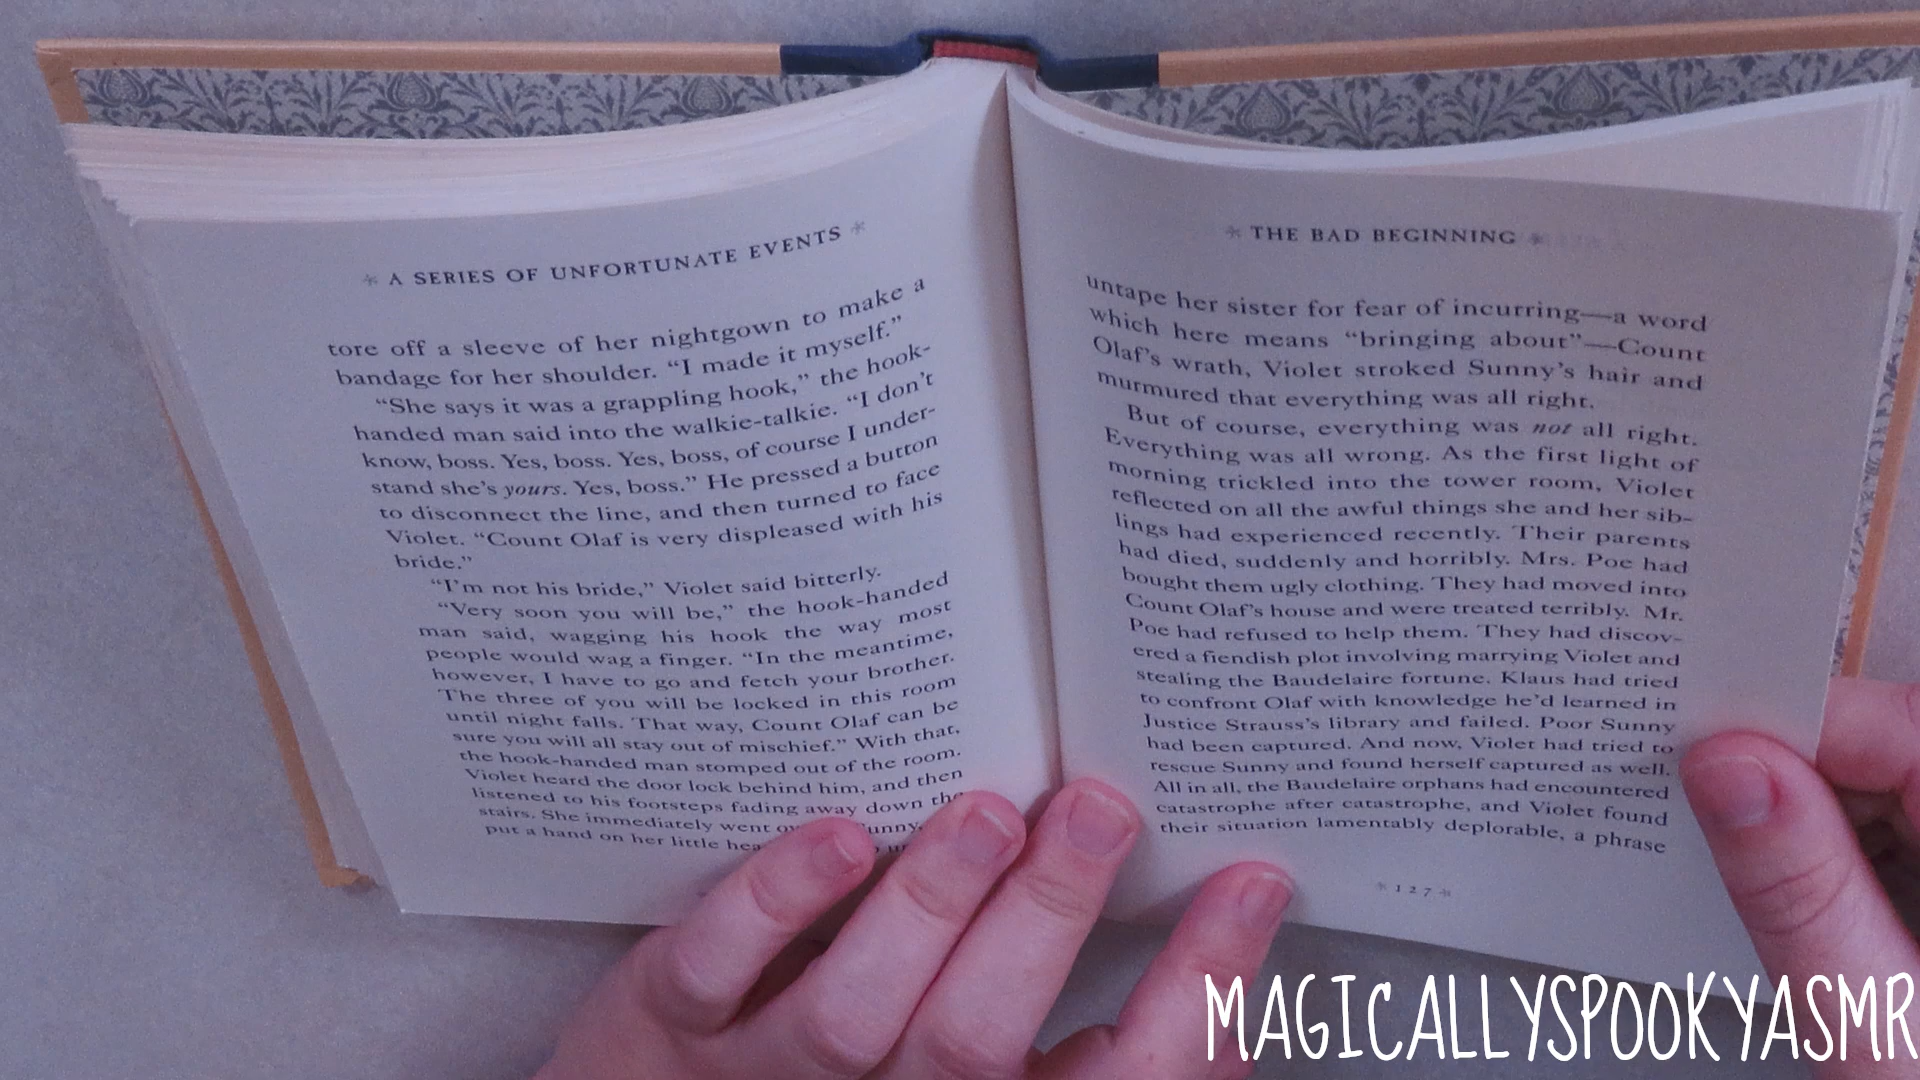 * A SERIES OF UNFORTUNATE EVENTS *
tore off a sleeve of her nightgown to make a
bandage for her shoulder. “I made it myself.”
“She says it was a grappling hook,” the hook-
handed man said into the walkie-talkie. “I don’t
know, boss. Yes, boss. Yes, boss, of course I under-
stand she’s yours. Yes, boss.” He pressed a button
to disconnect the line, and then turned to face
Violet. “Count Olaf is very displeased with his
bride.”
“I’m not his bride,” Violet said bitterly.
“Very soon you will be,” the hook-handed
man said, wagging his hook the way most
people would wag a finger. “In the meantime,
however, I have to go and fetch your brother.
The three of you will be locked in this room
until night falls. That way, Count Olaf can be
sure you will all stay out of mischief.” With that,
the hook-handed man stomped out of the room.
Violet heard the door lock behind him, and then
listened to his footsteps fading away down the
stairs. She immediately went
put a hand on her little
* THE BAD BEGINNING *
untape her sister for fear of incurring—a word
which here means “bringing about”—Count
Olaf’s wrath, Violet stroked Sunny’s hair and
murmured that everything was all right.
But of course, everything was not all right.
Everything was all wrong. As the first light of
morning trickled into the tower room, Violet
reflected on all the awful things she and her sib-
lings had experienced recently. Their parents
had died, suddenly and horribly. Mrs. Poe had
bought them ugly clothing. They had moved into
Count Olaf’s house and were treated terribly. Mr.
Poe had refused to help them. They had discov-
ered a fiendish plot involving marrying Violet and
stealing the Baudelaire fortune. Klaus had tried
to confront Olaf with knowledge he’d learned in
Justice Strauss’s library and failed. Poor Sunny
had been captured. And now, Violet had tried to
rescue Sunny and found herself captured as well.
All in all, the Baudelaire orphans had encountered
catastrophe after catastrophe, and Violet found
their situation lamentably deplorable, a phrase
* 127 *
MAGICALLYSPOOKYASMR